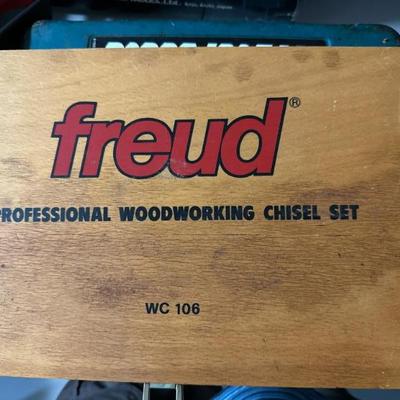 freud®
PROFESSIONAL WOODWORKING CHISEL SET
WC 106